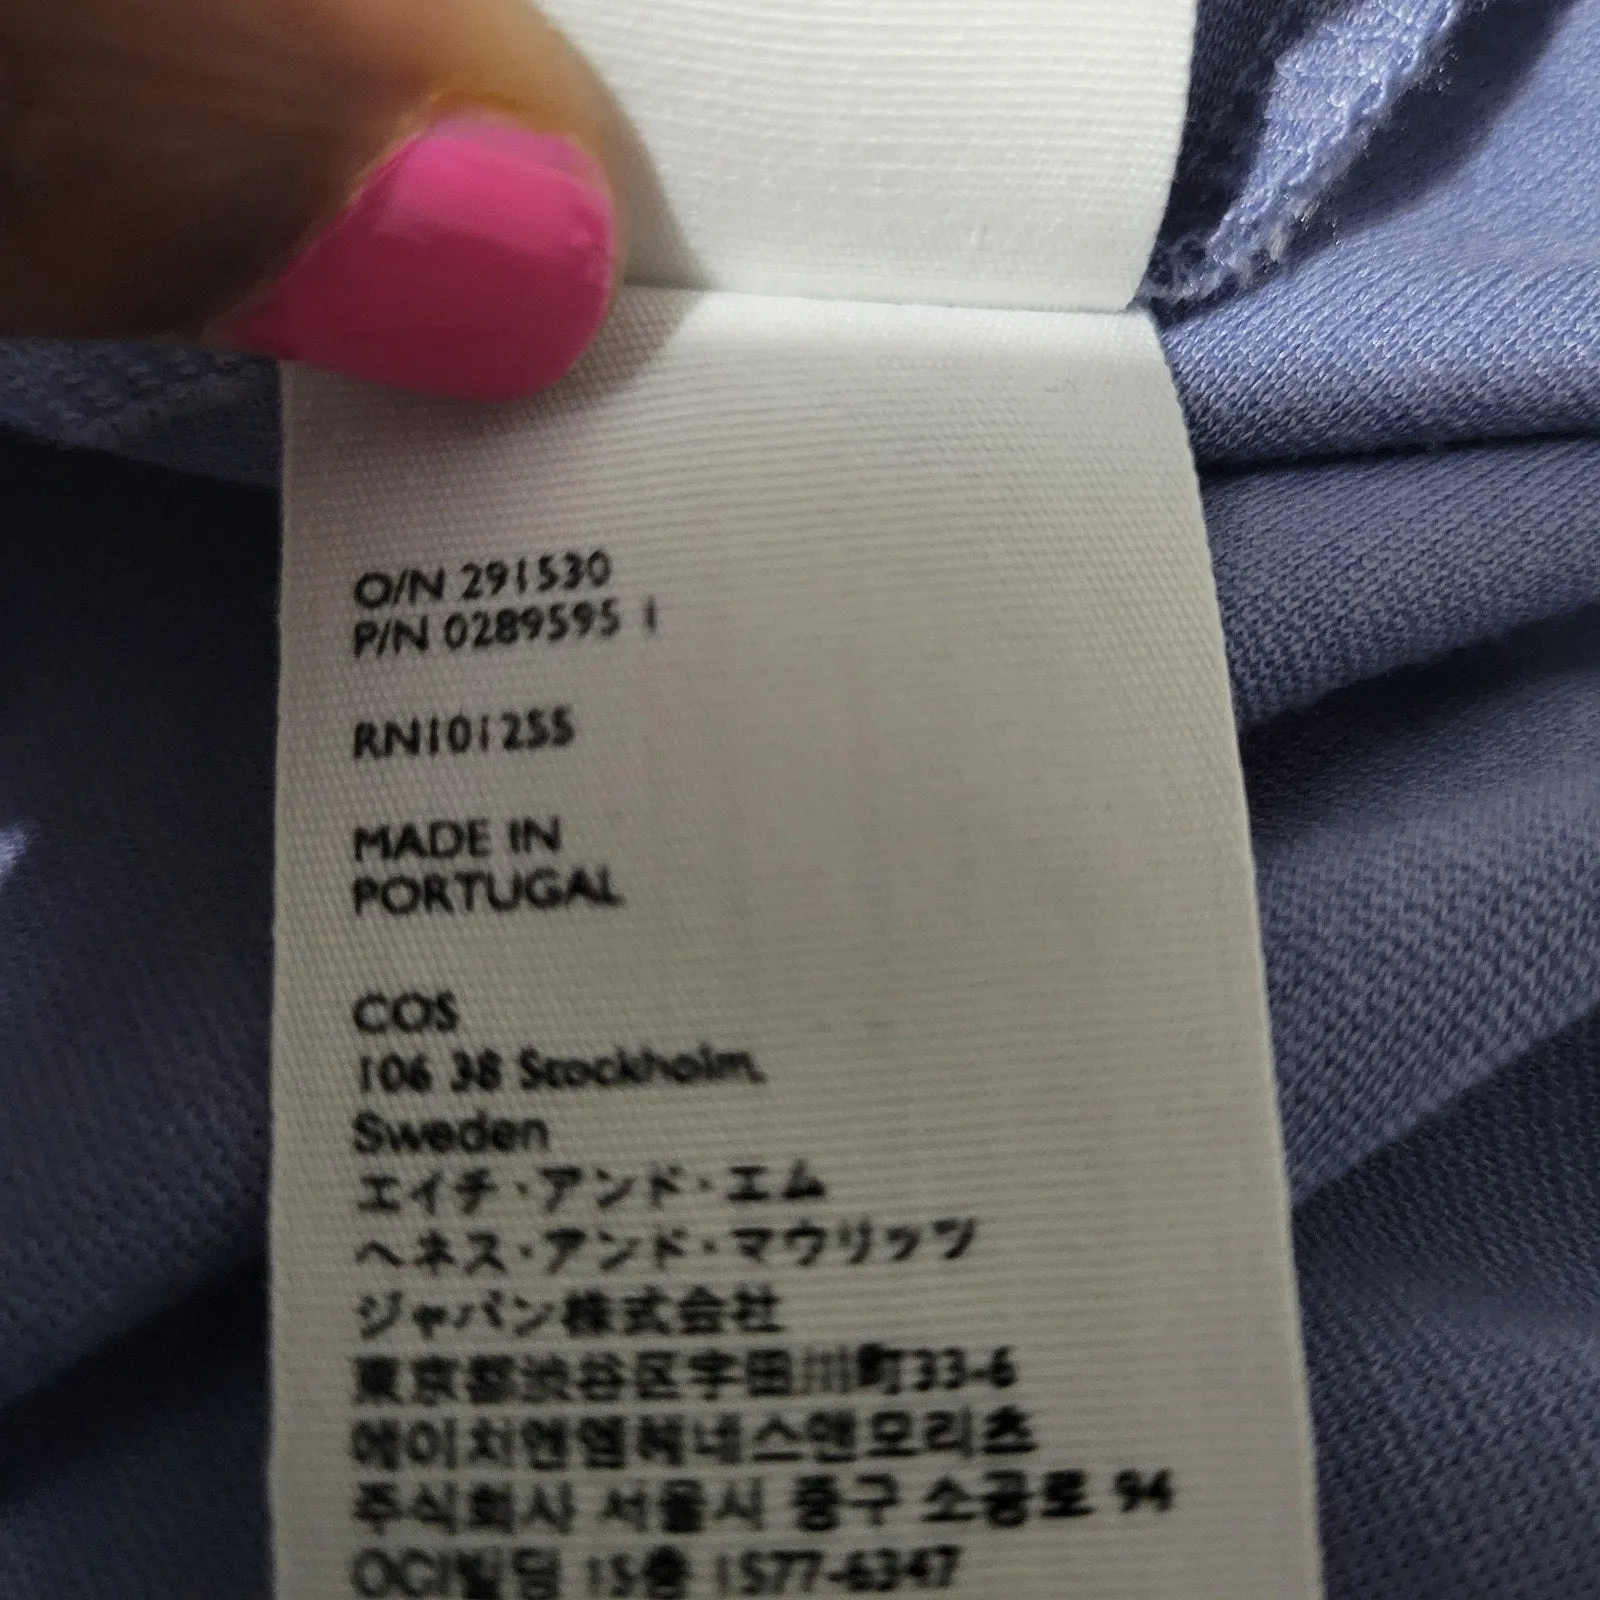 O/N 291530
P/N 0289595 1
RN101255
MADE IN
PORTUGAL
COS
106 38 Stockholm,
Sweden
エイチ・アンド・エム
ヘネス・アンド・マウリッツ
ジャパン株式会社
東京都渋谷区宇田川町33-6
에이치앤엠헤네스앤모리츠
주식회사 서울시 중구 소공로 94
OCI빌딩 15층 1577-6347